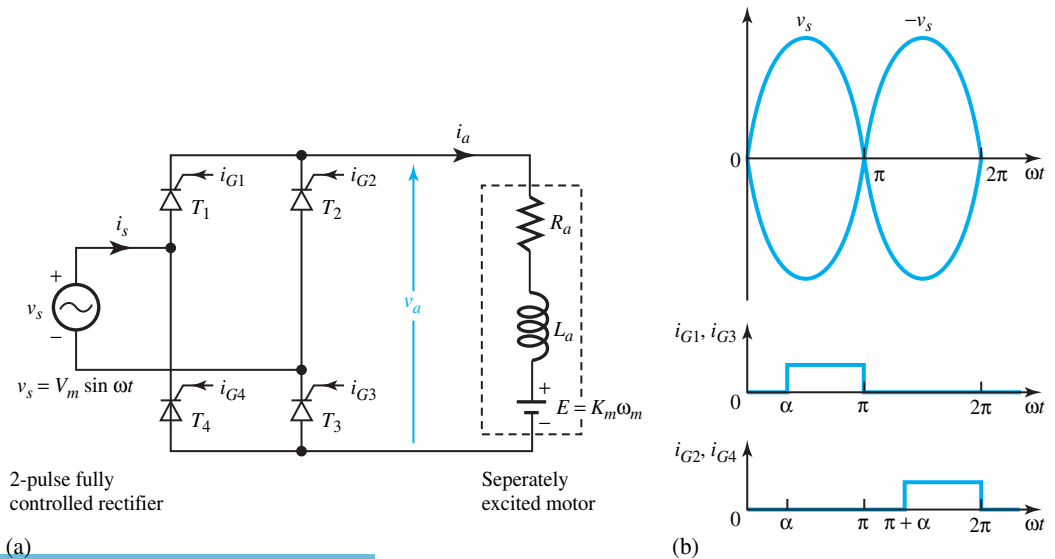 i_a
i_G1
i_G2
T_1
T_2
i_s
R_a
+
v_s
−
v_a
L_a
v_s = V_m sin ωt
i_G4
i_G3
+
E = K_mω_m
−
T_4
T_3
2-pulse fully
controlled rectifier
Seperately
excited motor
(a)
v_s
−v_s
0
π
2π
ωt
i_G1, i_G3
0
α
π
2π
ωt
i_G2, i_G4
0
α
π
π + α
2π
ωt
(b)